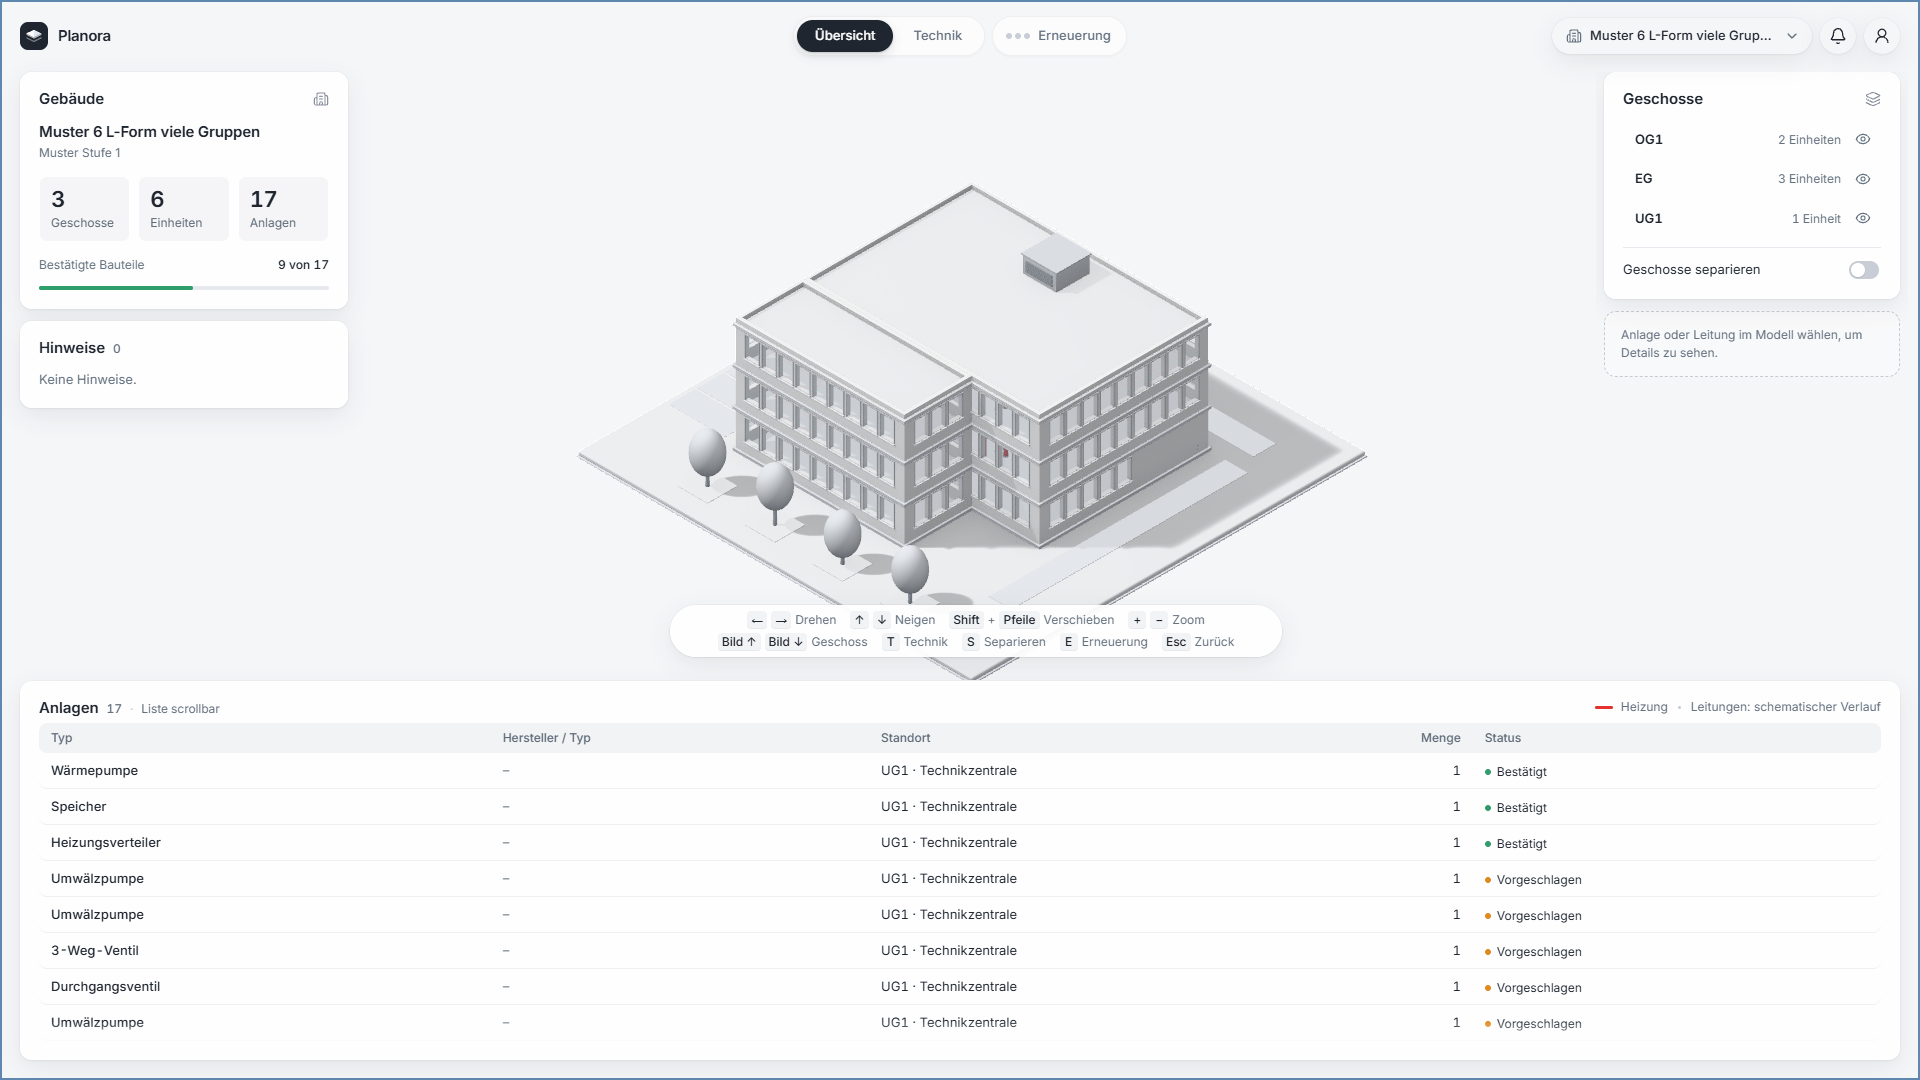 Planora
Übersicht
Technik
Erneuerung
Muster 6 L-Form viele Grup...
Gebäude
Muster 6 L-Form viele Gruppen
Muster Stufe 1
3 6 17
Geschosse Einheiten Anlagen
Bestätigte Bauteile 9 von 17
Hinweise 0
Keine Hinweise.
Geschosse
OG1 2 Einheiten
EG 3 Einheiten
UG1 1 Einheit
Geschosse separieren
Anlage oder Leitung im Modell wählen, um
Details zu sehen.
← → Drehen ↑ ↓ Neigen Shift + Pfeile Verschieben + − Zoom
Bild ↑ Bild ↓ Geschoss T Technik S Separieren E Erneuerung Esc Zurück
Anlagen 17 · Liste scrollbar
Heizung · Leitungen: schematischer Verlauf
Typ Hersteller / Typ Standort Menge Status
Wärmepumpe – UG1 · Technikzentrale 1 Bestätigt
Speicher – UG1 · Technikzentrale 1 Bestätigt
Heizungsverteiler – UG1 · Technikzentrale 1 Bestätigt
Umwälzpumpe – UG1 · Technikzentrale 1 Vorgeschlagen
Umwälzpumpe – UG1 · Technikzentrale 1 Vorgeschlagen
3-Weg-Ventil – UG1 · Technikzentrale 1 Vorgeschlagen
Durchgangsventil – UG1 · Technikzentrale 1 Vorgeschlagen
Umwälzpumpe – UG1 · Technikzentrale 1 Vorgeschlagen